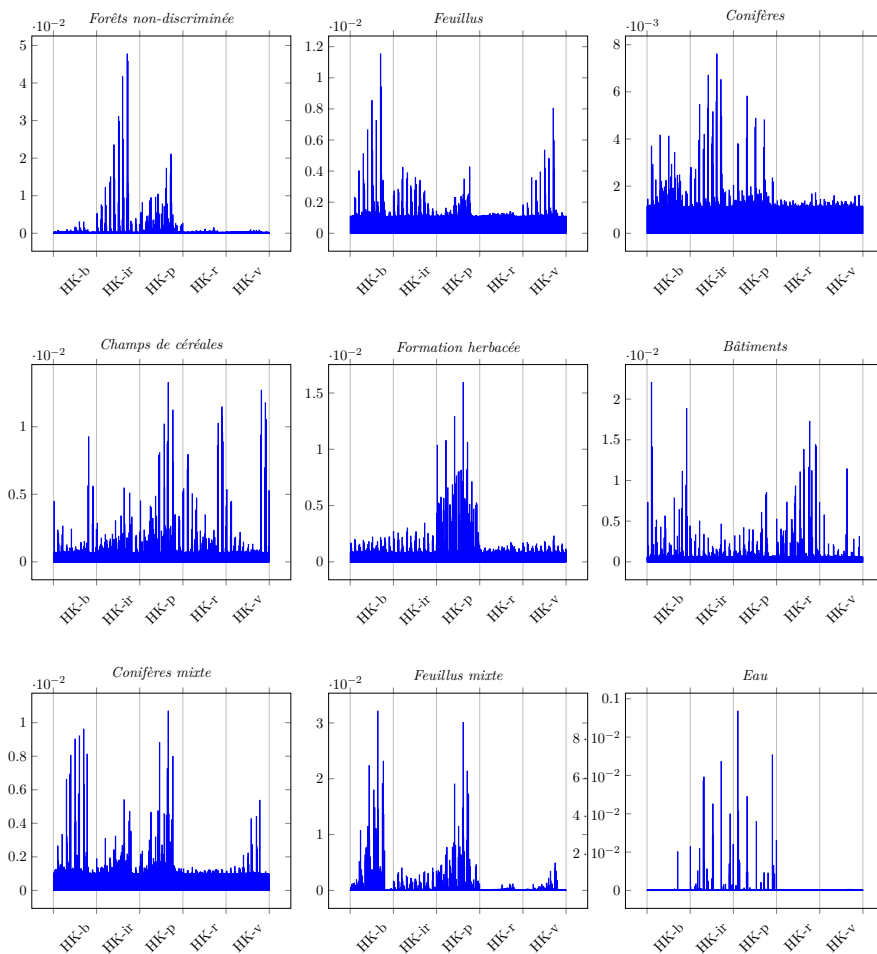 Forêts non-discriminée
·10⁻²
5
4
3
2
1
0
HK-b HK-ir HK-p HK-r HK-v
Feuillus
·10⁻²
1.2
1
0.8
0.6
0.4
0.2
0
HK-b HK-ir HK-p HK-r HK-v
Conifères
·10⁻³
8
6
4
2
0
HK-b HK-ir HK-p HK-r HK-v
Champs de céréales
·10⁻²
1
0.5
0
HK-b HK-ir HK-p HK-r HK-v
Formation herbacée
·10⁻²
1.5
1
0.5
0
HK-b HK-ir HK-p HK-r HK-v
Bâtiments
·10⁻²
2
1
0
HK-b HK-ir HK-p HK-r HK-v
Conifères mixte
·10⁻²
1
0.8
0.6
0.4
0.2
0
HK-b HK-ir HK-p HK-r HK-v
Feuillus mixte
·10⁻²
3
2
1
0
HK-b HK-ir HK-p HK-r HK-v
Eau
0.1
8 · 10⁻²
6 · 10⁻²
4 · 10⁻²
2 · 10⁻²
0
HK-b HK-ir HK-p HK-r HK-v